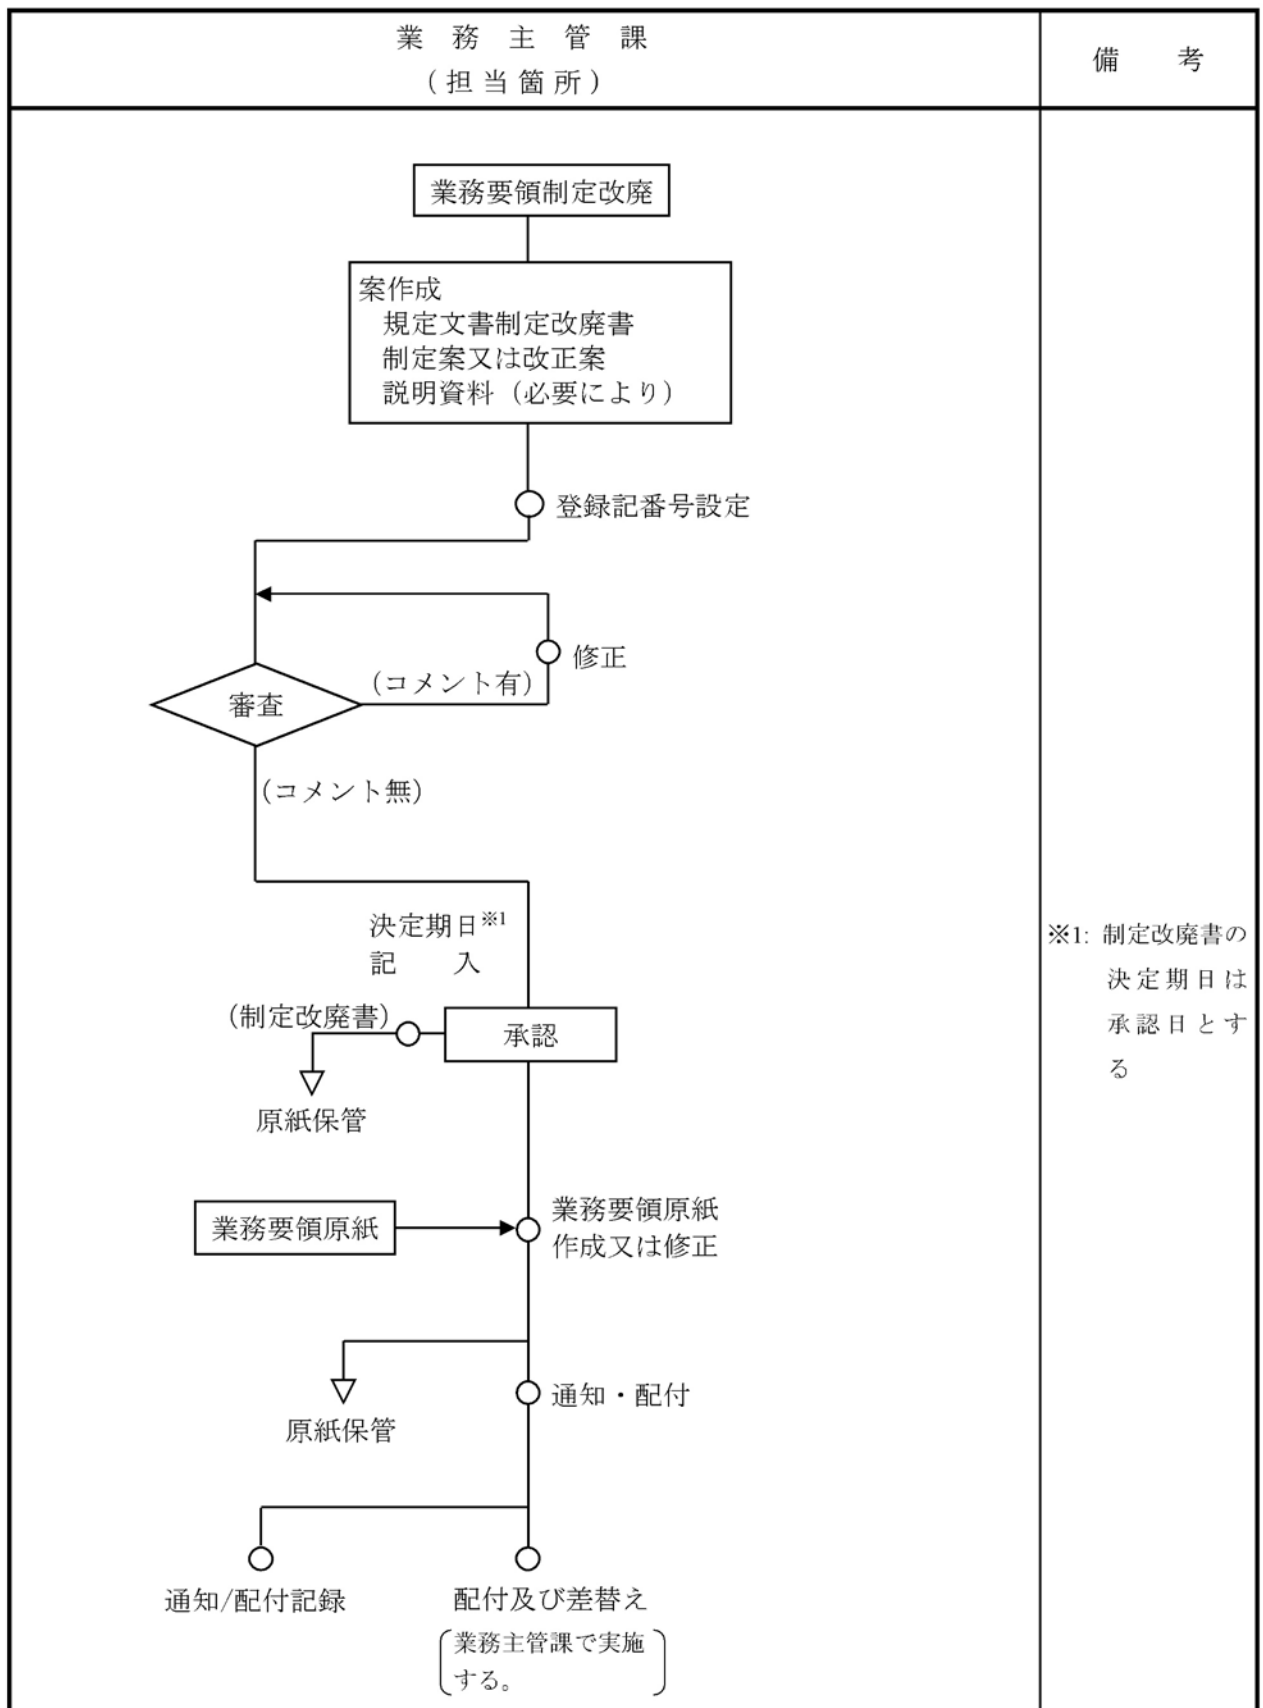 業務主管課
(担当箇所)
備考
業務要領制定改廃
案作成
規定文書制定改廃書
制定案又は改正案
説明資料（必要により）
登録記番号設定
修正
(コメント有)
審査
(コメント無)
決定期日※1
記入
(制定改廃書)
承認
原紙保管
業務要領原紙
業務要領原紙
作成又は修正
原紙保管
通知・配付
通知/配付記録
配付及び差替え
業務主管課で実施
する。
※1: 制定改廃書の
決定期日は
承認日とす
る